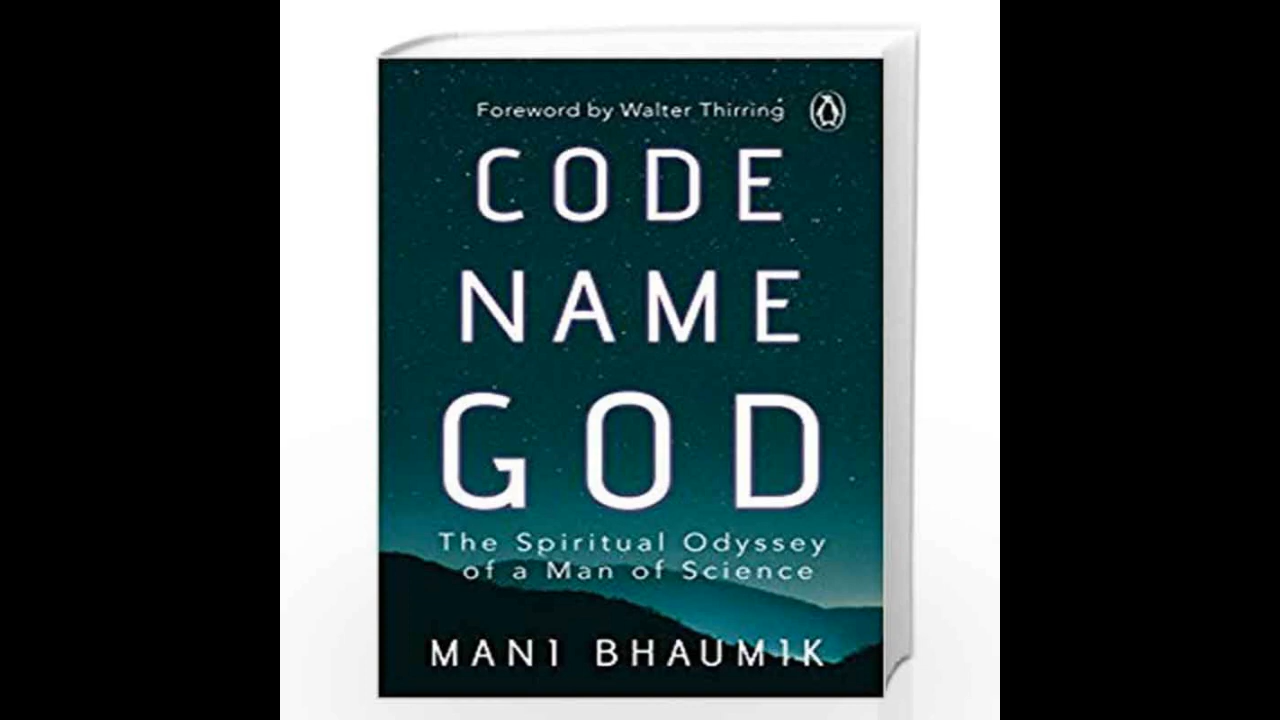 Foreword by Walter Thirring
CODE
NAME
GOD
The Spiritual Odyssey
of a Man of Science
MANI BHAUMIK